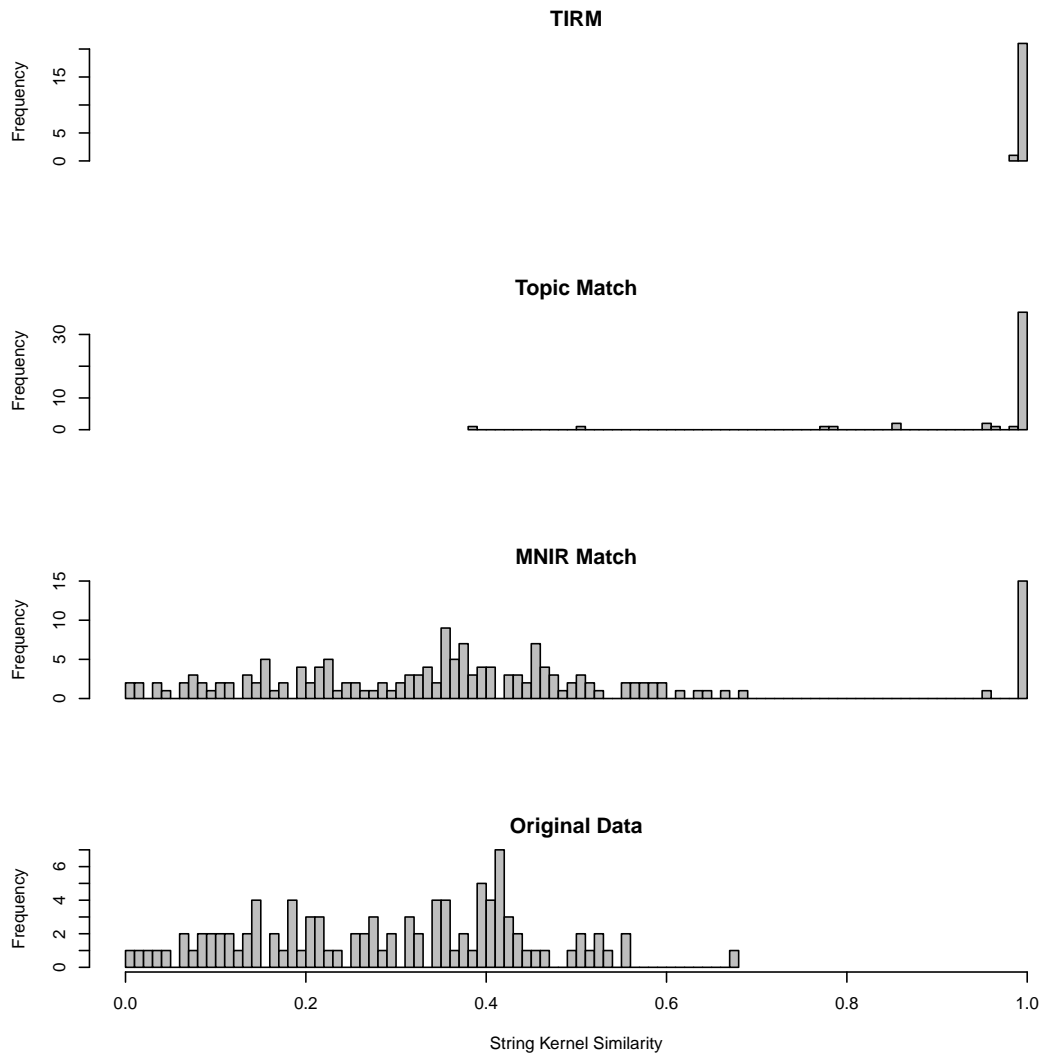 TIRM
Frequency
0
5
15
Topic Match
Frequency
0
10
30
MNIR Match
Frequency
0
5
10
15
Original Data
Frequency
0
2
4
6
0.0 0.2 0.4 0.6 0.8 1.0
String Kernel Similarity